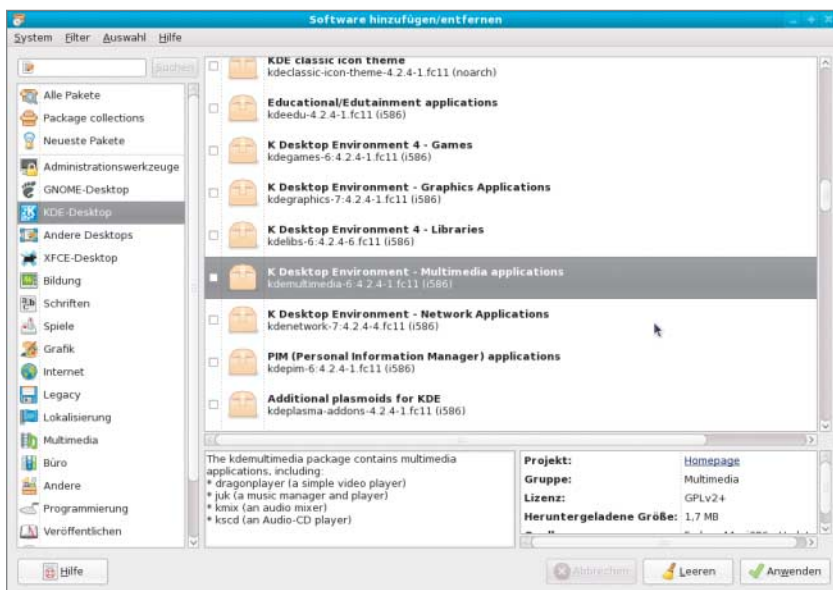 Software hinzufügen/entfernen
System Filter Auswahl Hilfe
Suchen
Alle Pakete
Package collections
Neueste Pakete
Administrationswerkzeuge
GNOME-Desktop
KDE-Desktop
Andere Desktops
XFCE-Desktop
Bildung
Schriften
Spiele
Grafik
Internet
Legacy
Lokalisierung
Multimedia
Büro
Andere
Programmierung
Veröffentlichen
KDE classic icon theme
kdeclassic-icon-theme-4.2.4-1.fc11 (noarch)
Educational/Edutainment applications
kdeedu-4.2.4-1.fc11 (i586)
K Desktop Environment 4 - Games
kdegames-6:4.2.4-1.fc11 (i586)
K Desktop Environment - Graphics Applications
kdegraphics-7:4.2.4-1.fc11 (i586)
K Desktop Environment 4 - Libraries
kdelibs-6:4.2.4-6.fc11 (i586)
K Desktop Environment - Multimedia applications
kdemultimedia-6:4.2.4-1.fc11 (i586)
K Desktop Environment - Network Applications
kdenetwork-7:4.2.4-4.fc11 (i586)
PIM (Personal Information Manager) applications
kdepim-6:4.2.4-1.fc11 (i586)
Additional plasmoids for KDE
kdeplasma-addons-4.2.4-1.fc11 (i586)
The kdemultimedia package contains multimedia
applications, including:
* dragonplayer (a simple video player)
* juk (a music manager and player)
* kmix (an audio mixer)
* kscd (an Audio-CD player)
Projekt: Homepage
Gruppe: Multimedia
Lizenz: GPLv2+
Heruntergeladene Größe: 1,7 MB
Hilfe
Abbrechen
Leeren
Anwenden